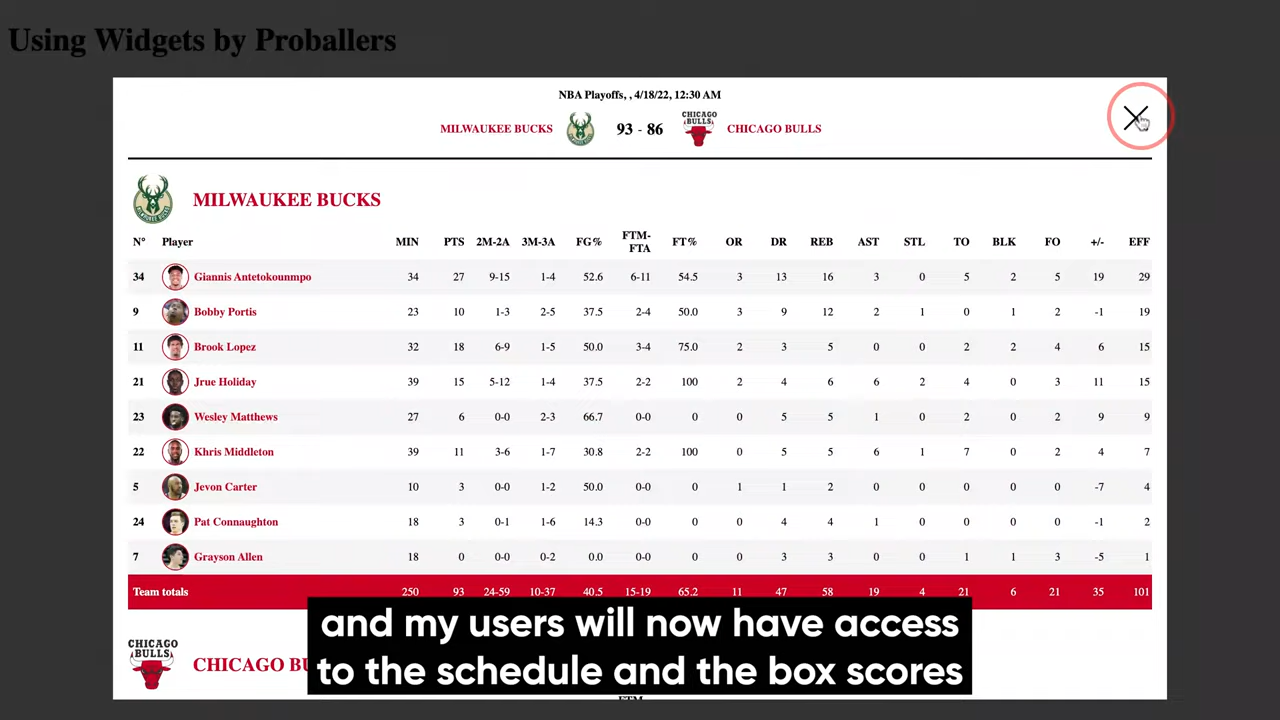 Using Widgets by Proballers
NBA Playoffs, , 4/18/22, 12:30 AM
MILWAUKEE BUCKS 93 - 86 CHICAGO BULLS CHICAGO BULLS
MILWAUKEE BUCKS
N° Player MIN PTS 2M-2A 3M-3A FG% FTM-FTA FT% OR DR REB AST STL TO BLK FO +/- EFF
34 Giannis Antetokounmpo 34 27 9-15 1-4 52.6 6-11 54.5 3 13 16 3 0 5 2 5 19 29
9 Bobby Portis 23 10 1-3 2-5 37.5 2-4 50.0 3 9 12 2 1 0 1 2 -1 19
11 Brook Lopez 32 18 6-9 1-5 50.0 3-4 75.0 2 3 5 0 0 2 2 4 6 15
21 Jrue Holiday 39 15 5-12 1-4 37.5 2-2 100 2 4 6 6 2 4 0 3 11 15
23 Wesley Matthews 27 6 0-0 2-3 66.7 0-0 0 0 5 5 1 0 2 0 2 9 9
22 Khris Middleton 39 11 3-6 1-7 30.8 2-2 100 0 5 5 6 1 7 0 2 4 7
5 Jevon Carter 10 3 0-0 1-2 50.0 0-0 0 1 1 2 0 0 0 0 0 -7 4
24 Pat Connaughton 18 3 0-1 1-6 14.3 0-0 0 0 4 4 1 0 0 0 0 -1 2
7 Grayson Allen 18 0 0-0 0-2 0.0 0-0 0 0 3 3 0 0 1 1 3 -5 1
Team totals 250 93 24-59 10-37 40.5 15-19 65.2 11 47 58 19 4 21 6 21 35 101
and my users will now have access
to the schedule and the box scores
CHICAGO BULLS CHICAGO BU
FTM-